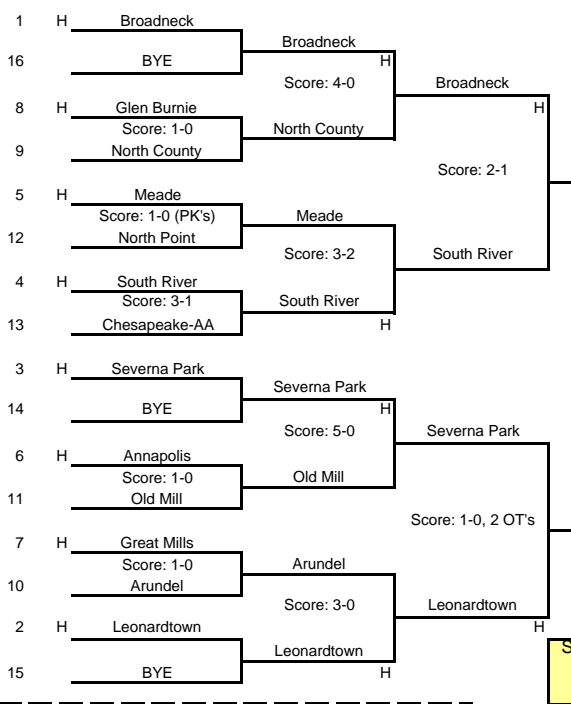 1 H Broadneck
Broadneck
16 BYE H
Score: 4-0 Broadneck
8 H Glen Burnie H
Score: 1-0 North County
9 North County
Score: 2-1
5 H Meade
Score: 1-0 (PK's) Meade
12 North Point
Score: 3-2 South River
4 H South River
Score: 3-1 South River
13 Chesapeake-AA H
3 H Severna Park
Severna Park
14 BYE H
Score: 5-0 Severna Park
6 H Annapolis
Score: 1-0 Old Mill
11 Old Mill
Score: 1-0, 2 OT's
7 H Great Mills
Score: 1-0 Arundel
10 Arundel
Score: 3-0 Leonardtown
2 H Leonardtown H
Leonardtown S
15 BYE H